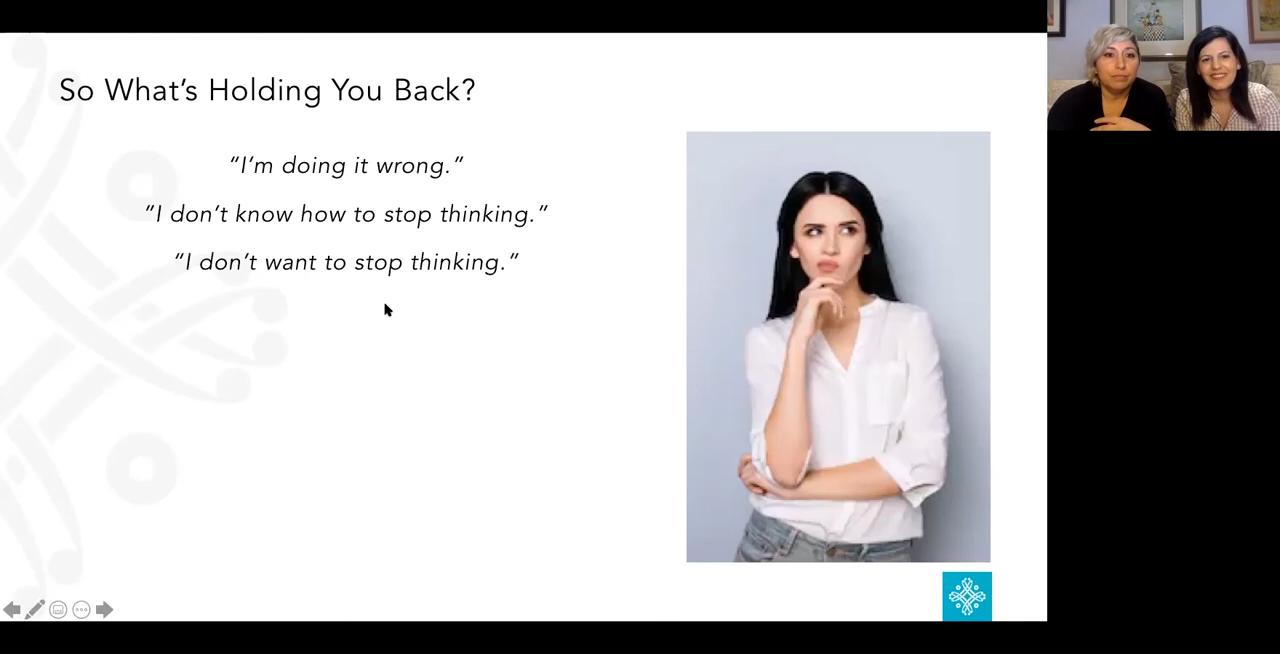 So What’s Holding You Back?
“I’m doing it wrong.”
“I don’t know how to stop thinking.”
“I don’t want to stop thinking.”